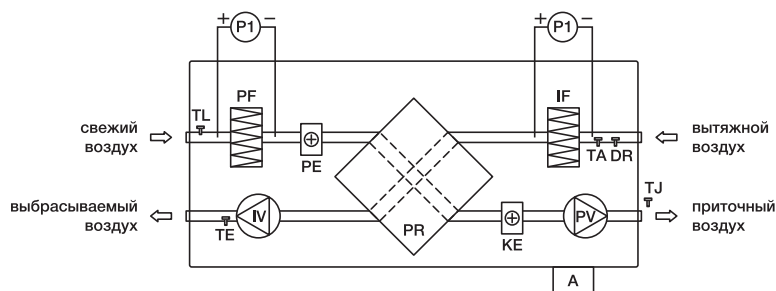 + P1 −
+ P1 −
PF
IF
TL
свежий
воздух
PE
вытяжной
воздух
TA DR
выбрасываемый
воздух
TE
IV
PR
KE
PV
TJ
приточный
воздух
A